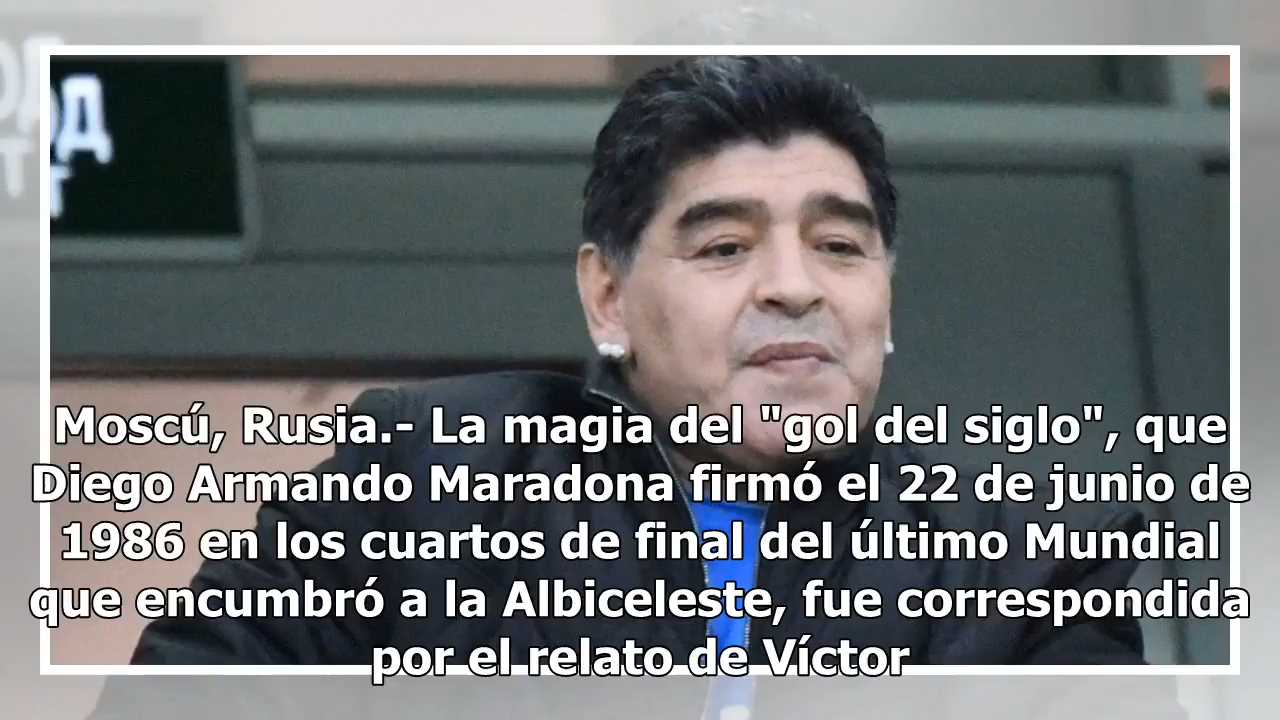 Moscú, Rusia.- La magia del "gol del siglo", que
Diego Armando Maradona firmó el 22 de junio de
1986 en los cuartos de final del último Mundial
que encumbró a la Albiceleste, fue correspondida
por el relato de Víctor